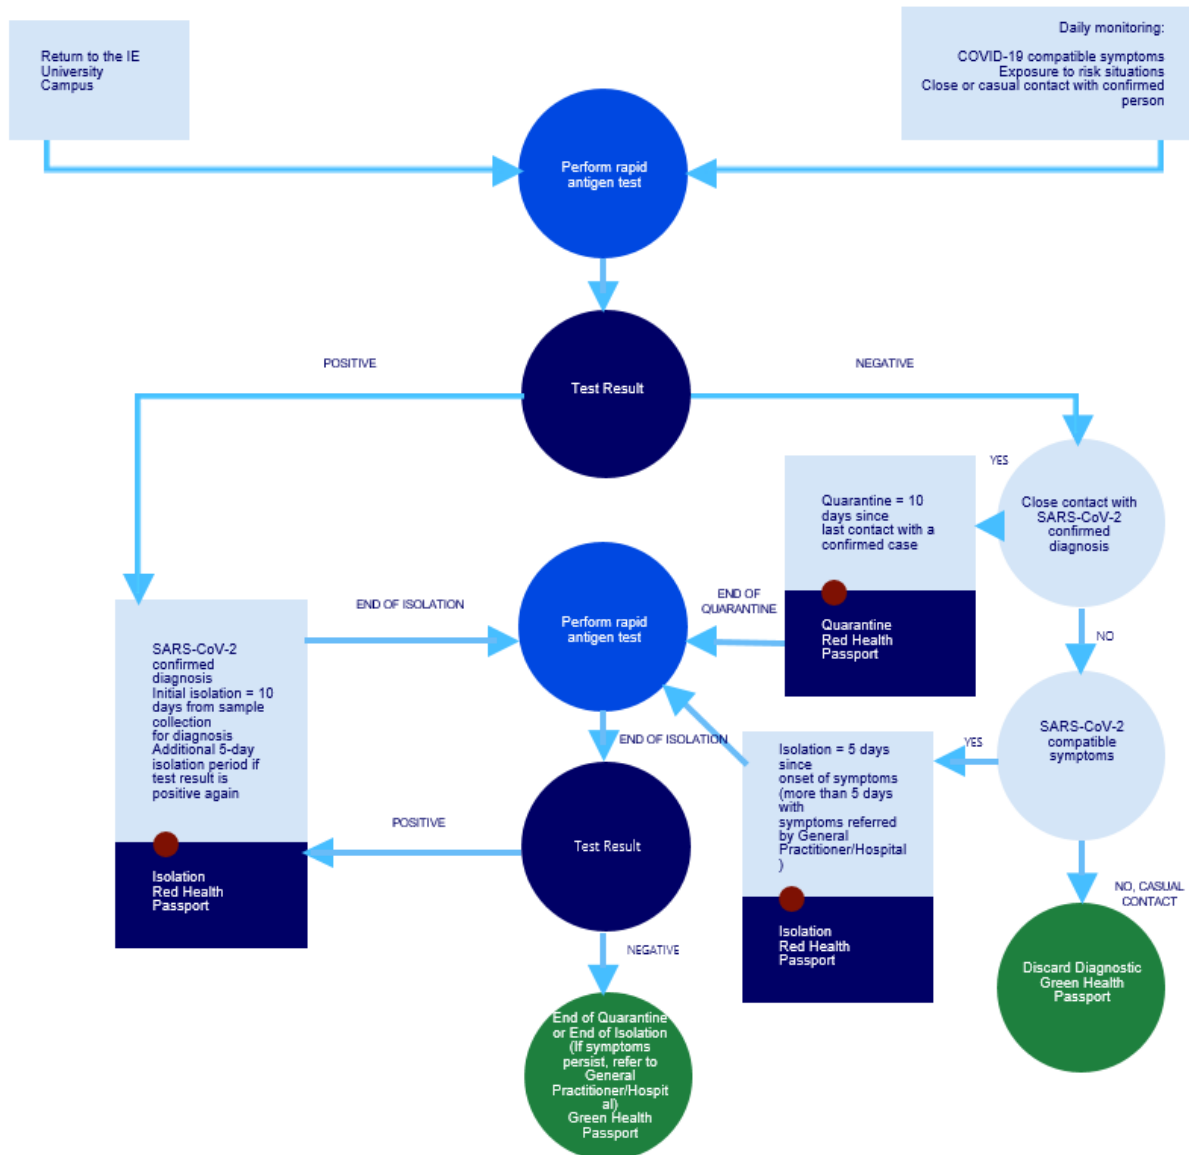 Return to the IE
University
Campus
Daily monitoring:
COVID-19 compatible symptoms
Exposure to risk situations
Close or casual contact with confirmed
person
Perform rapid
antigen test
Test Result
POSITIVE
NEGATIVE
Close contact with
SARS-CoV-2
confirmed
diagnosis
YES
Quarantine = 10
days since
last contact with a
confirmed case
Quarantine
Red Health
Passport
END OF
QUARANTINE
NO
SARS-CoV-2
compatible
symptoms
YES
Isolation = 5 days
since
onset of symptoms
(more than 5 days
with
symptoms referred
by General
Practitioner/Hospital
)
Isolation
Red Health
Passport
END OF ISOLATION
NO, CASUAL
CONTACT
Discard Diagnostic
Green Health
Passport
SARS-CoV-2
confirmed
diagnosis
Initial isolation = 10
days from sample
collection
for diagnosis
Additional 5-day
isolation period if
test result is
positive again
Isolation
Red Health
Passport
END OF ISOLATION
Perform rapid
antigen test
Test Result
POSITIVE
NEGATIVE
End of Quarantine
or End of Isolation
(If symptoms
persist, refer to
General
Practitioner/Hospit
al)
Green Health
Passport